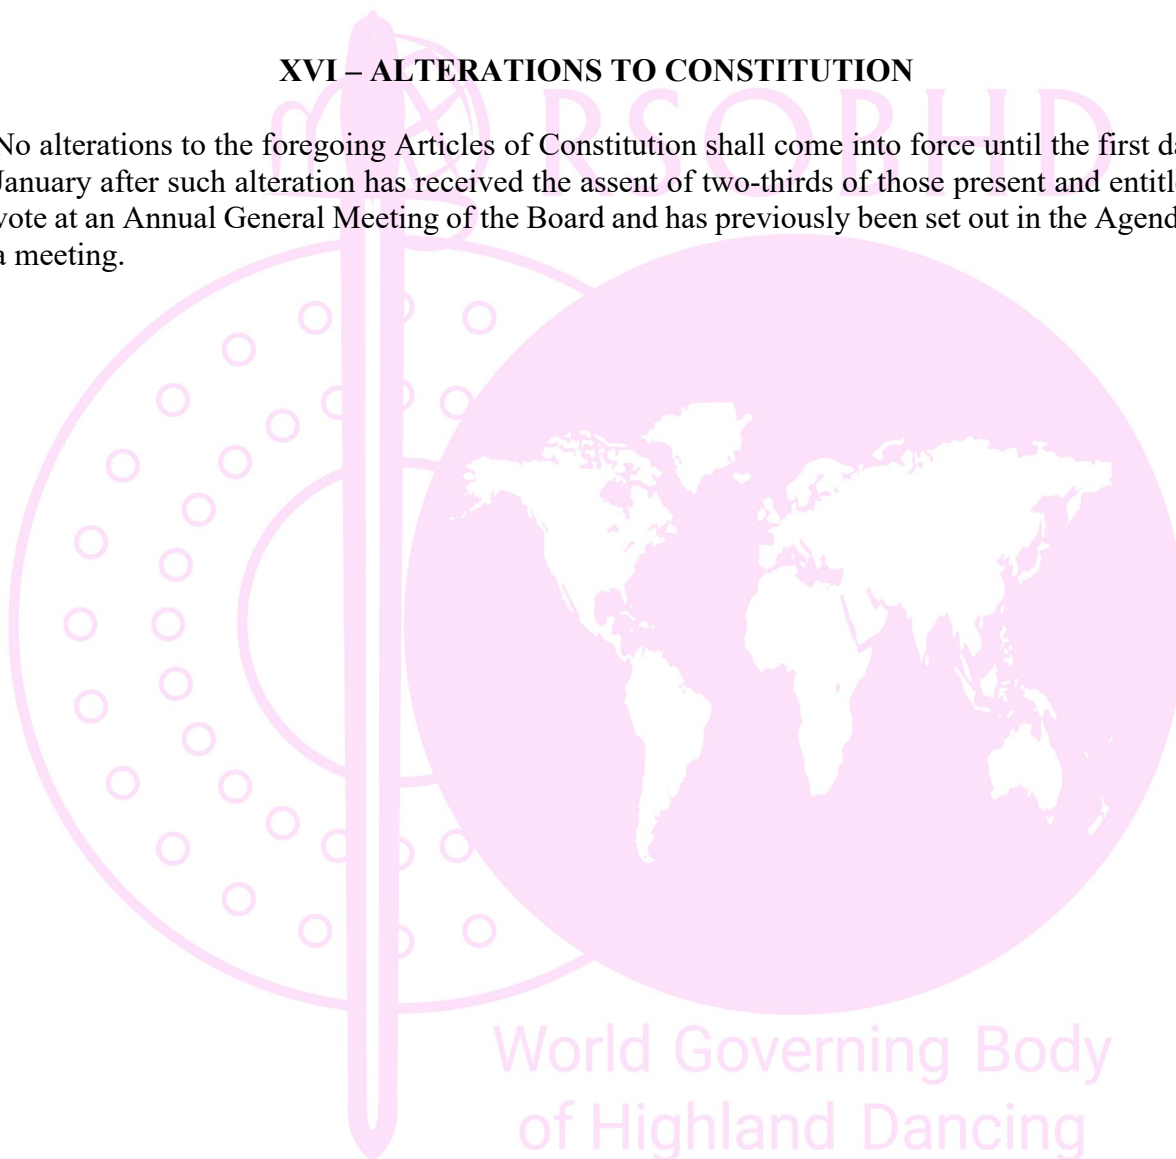 XVI – ALTERATIONS TO CONSTITUTION
RSOBHD
No alterations to the foregoing Articles of Constitution shall come into force until the first
January after such alteration has received the assent of two-thirds of those present and
vote at an Annual General Meeting of the Board and has previously been set out in the
a meeting.
World Governing Body
of Highland Dancing